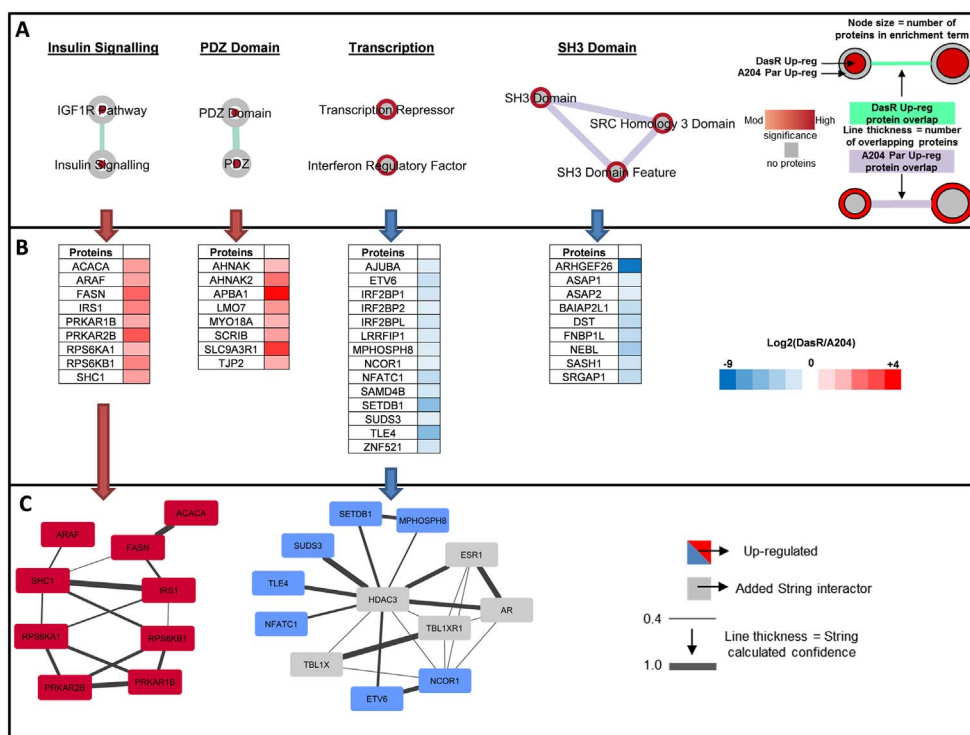 A
Insulin Signalling
IGF1R Pathway
Insulin Signalling
PDZ Domain
PDZ Domain
PDZ
Transcription
Transcription Repressor
Interferon Regulatory Factor
SH3 Domain
SH3 Domain
SRC Homology 3 Domain
SH3 Domain Feature
Node size = number
of proteins in enrichment term
DasR Up-reg
A204 Par Up-reg
Mod High
significance
no proteins
DasR Up-reg
protein overlap
Line thickness = number
of overlapping proteins
A204 Par Up-reg
protein overlap
B
Proteins
ACACA
ARAF
FASN
IRS1
PRKAR1B
PRKAR2B
RPS6KA1
RPS6KB1
SHC1
Proteins
AHNAK
AHNAK2
APBA1
LMO7
MYO18A
SCRIB
SLC9A3R1
TJP2
Proteins
AJUBA
ETV6
IRF2BP1
IRF2BP2
IRF2BPL
LRRFIP1
MPHOSPH8
NCOR1
NFATC1
SAMD4B
SETDB1
SUDS3
TLE4
ZNF521
Proteins
ARHGEF26
ASAP1
ASAP2
BAIAP2L1
DST
FNBP1L
NEBL
SASH1
SRGAP1
Log2(DasR/A204)
-9 0 +4
C
ACACA
ARAF
FASN
SHC1
IRS1
RPS6KA1
RPS6KB1
PRKAR2B
PRKAR1B
SETDB1
MPHOSPH8
SUDS3
ESR1
TLE4
HDAC3
AR
NFATC1
TBL1XR1
TBL1X
NCOR1
ETV6
Up-regulated
Added String interactor
0.4
Line thickness = String
calculated confidence
1.0